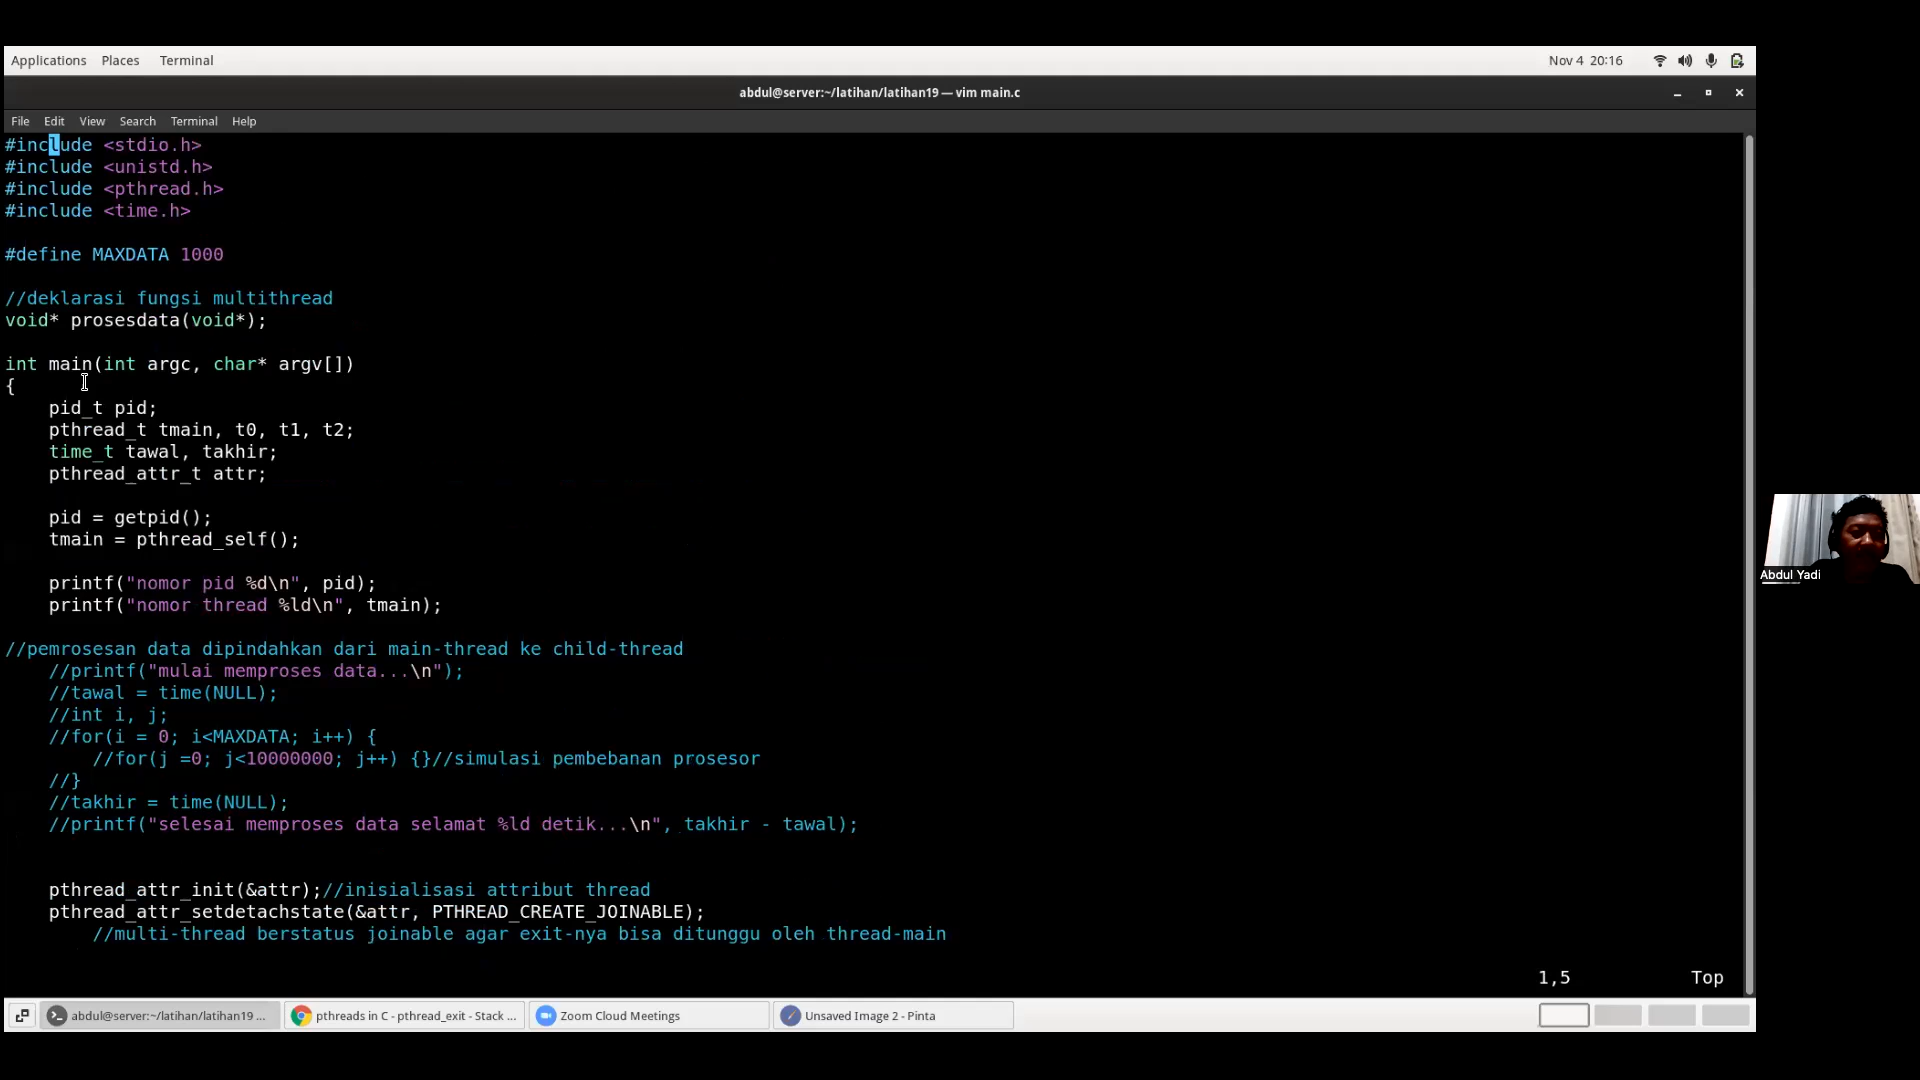 Applications Places Terminal
Nov 4 20:16
abdul@server:~/latihan/latihan19 — vim main.c
File Edit View Search Terminal Help
#include <stdio.h>
#include <unistd.h>
#include <pthread.h>
#include <time.h>
#define MAXDATA 1000
//deklarasi fungsi multithread
void* prosesdata(void*);
int main(int argc, char* argv[])
{
    pid_t pid;
    pthread_t tmain, t0, t1, t2;
    time_t tawal, takhir;
    pthread_attr_t attr;
    pid = getpid();
    tmain = pthread_self();
    printf("nomor pid %d\n", pid);
    printf("nomor thread %ld\n", tmain);
//pemrosesan data dipindahkan dari main-thread ke child-thread
    //printf("mulai memproses data...\n");
    //tawal = time(NULL);
    //int i, j;
    //for(i = 0; i<MAXDATA; i++) {
        //for(j =0; j<10000000; j++) {}//simulasi pembebanan prosesor
    //}
    //takhir = time(NULL);
    //printf("selesai memproses data selamat %ld detik...\n", takhir - tawal);
    pthread_attr_init(&attr);//inisialisasi attribut thread
    pthread_attr_setdetachstate(&attr, PTHREAD_CREATE_JOINABLE);
        //multi-thread berstatus joinable agar exit-nya bisa ditunggu oleh thread-main
1,5 Top
Abdul Yadi
abdul@server:~/latihan/latihan19 ...
pthreads in C - pthread_exit - Stack ...
Zoom Cloud Meetings
Unsaved Image 2 - Pinta